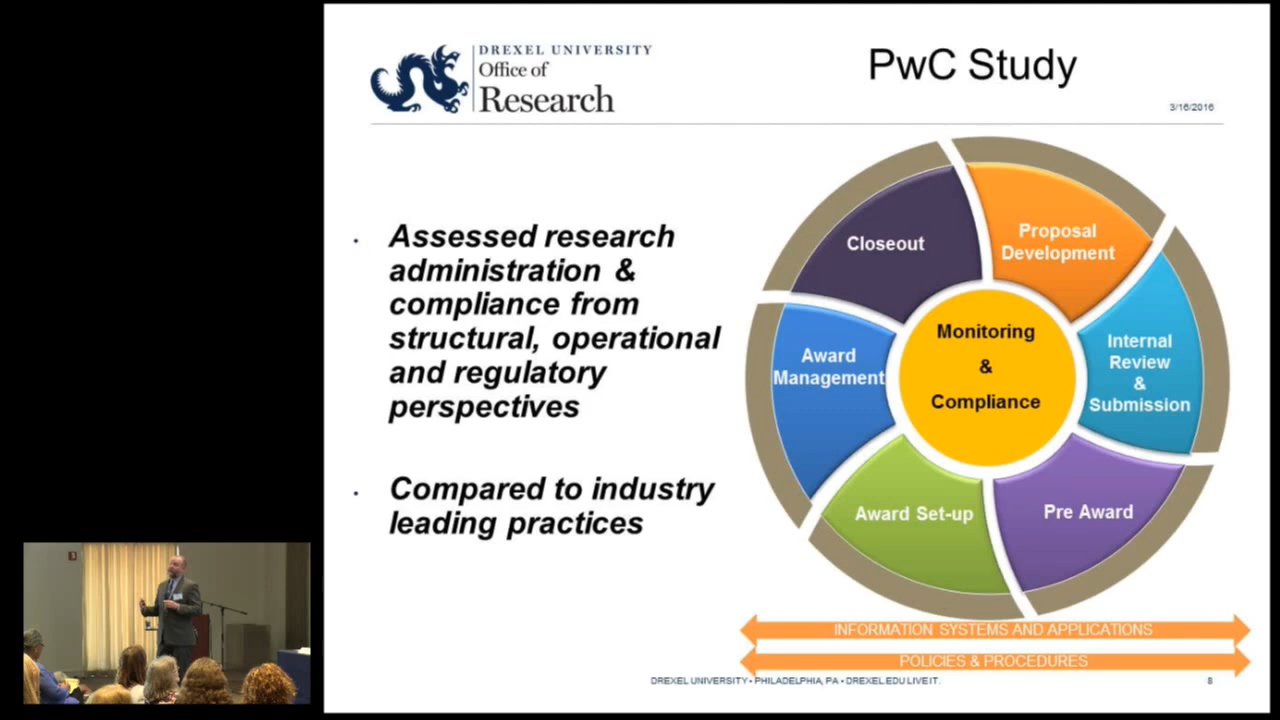 DREXEL UNIVERSITY
Office of
Research
PwC Study
3/16/2016
• Assessed research
administration &
compliance from
structural, operational
and regulatory
perspectives
• Compared to industry
leading practices
Closeout
Proposal
Development
Monitoring
&
Compliance
Internal
Review
&
Submission
Award
Management
Award Set-up
Pre Award
INFORMATION SYSTEMS AND APPLICATIONS
POLICIES & PROCEDURES
DREXEL UNIVERSITY • PHILADELPHIA, PA • DREXEL.EDU LIVE IT.
8